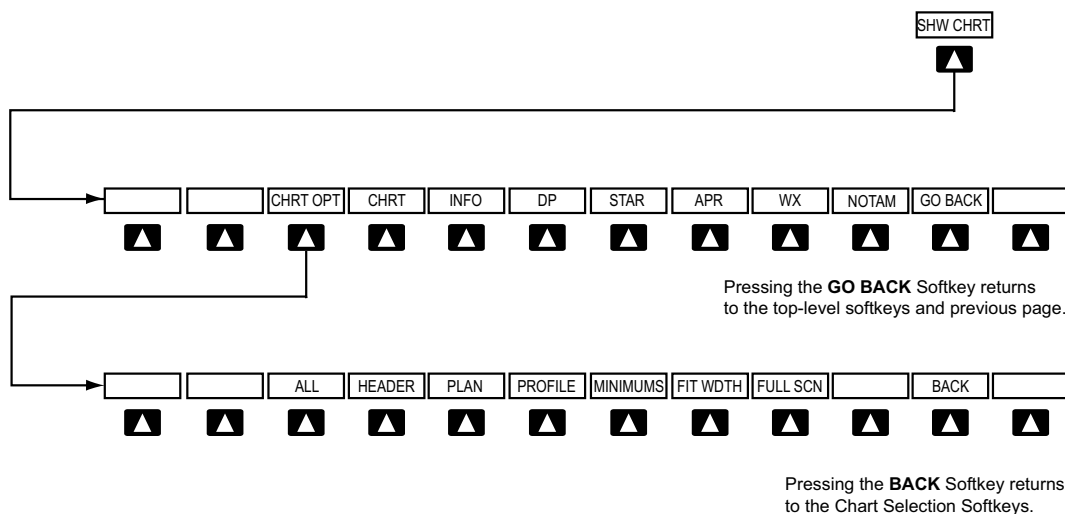 SHW CHRT
CHRT OPT CHRT INFO DP STAR APR WX NOTAM GO BACK
Pressing the GO BACK Softkey returns
to the top-level softkeys and previous page.
ALL HEADER PLAN PROFILE MINIMUMS FIT WDTH FULL SCN BACK
Pressing the BACK Softkey returns
to the Chart Selection Softkeys.